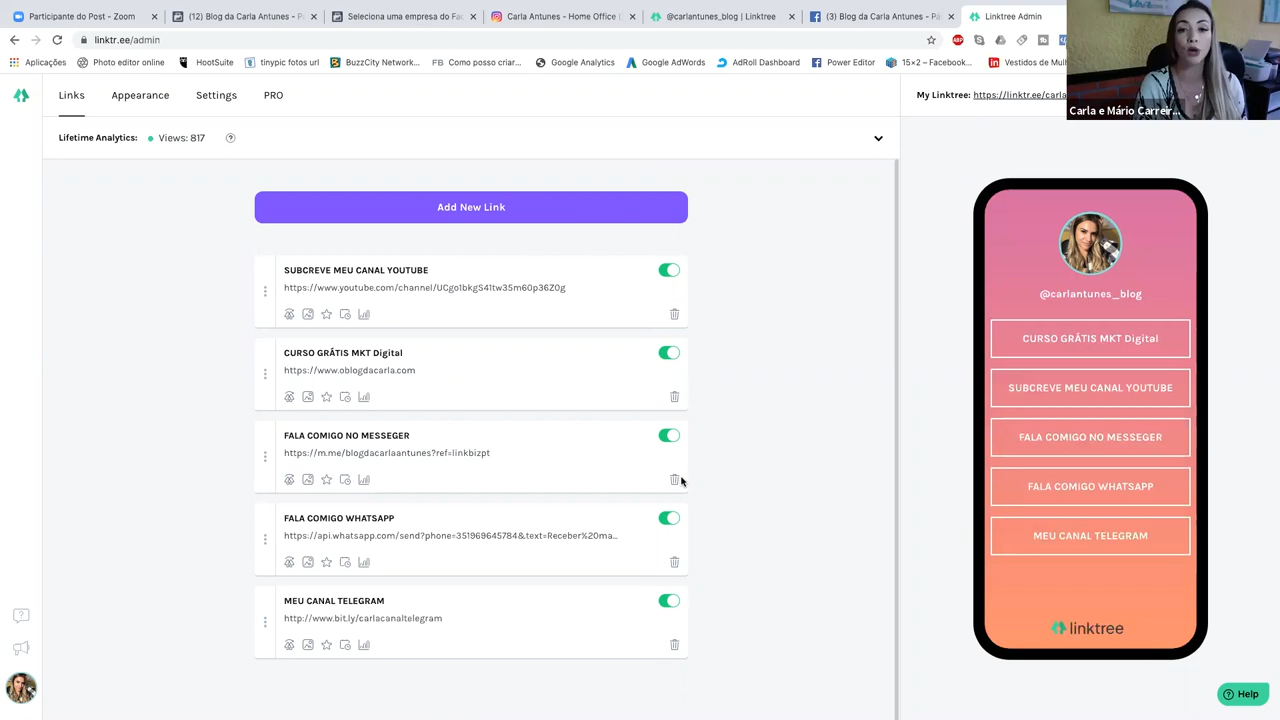 Participante do Post - Zoom
(12) Blog da Carla Antunes - Pá
Seleciona uma empresa do Fac
Carla Antunes - Home Office (
@carlantunes_blog | Linktree
(3) Blog da Carla Antunes - Pá
Linktree Admin
linktr.ee/admin
ABP
Aplicações
Photo editor online
HootSuite
tinypic fotos url
BuzzCity Network...
FB Como posso criar...
Google Analytics
Google AdWords
AdRoll Dashboard
Power Editor
15×2 – Facebook...
Vestidos de Mul
Carla e Mário Carreir...
Links
Appearance
Settings
PRO
My Linktree: https://linktr.ee/carla
Lifetime Analytics:
Views: 817
Add New Link
SUBCREVE MEU CANAL YOUTUBE
https://www.youtube.com/channel/UCgo1bkgS41tw35m60p36Z0g
CURSO GRÁTIS MKT Digital
https://www.oblogdacarla.com
FALA COMIGO NO MESSEGER
https://m.me/blogdacarlaantunes?ref=linkbizpt
FALA COMIGO WHATSAPP
https://api.whatsapp.com/send?phone=351969645784&text=Receber%20ma...
MEU CANAL TELEGRAM
http://www.bit.ly/carlacanaltelegram
@carlantunes_blog
CURSO GRÁTIS MKT Digital
SUBCREVE MEU CANAL YOUTUBE
FALA COMIGO NO MESSEGER
FALA COMIGO WHATSAPP
MEU CANAL TELEGRAM
linktree
Help